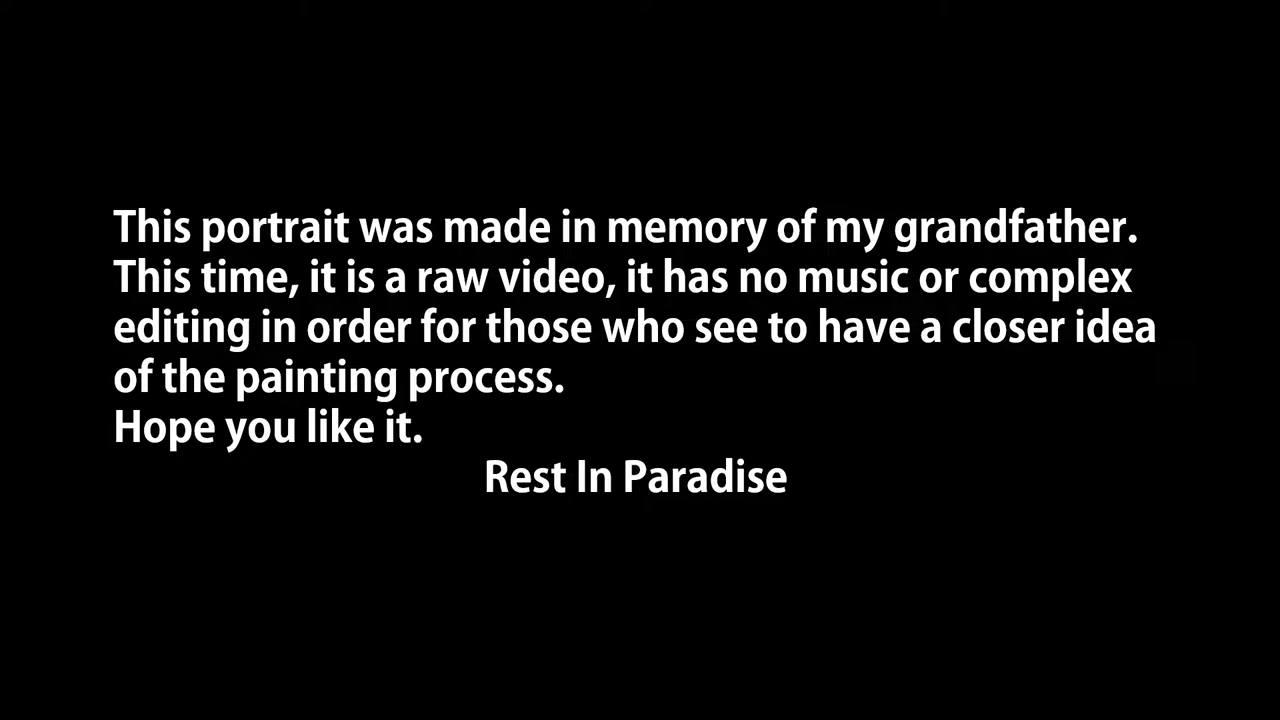 This portrait was made in memory of my grandfather.
This time, it is a raw video, it has no music or complex
editing in order for those who see to have a closer idea
of the painting process.
Hope you like it.
Rest In Paradise